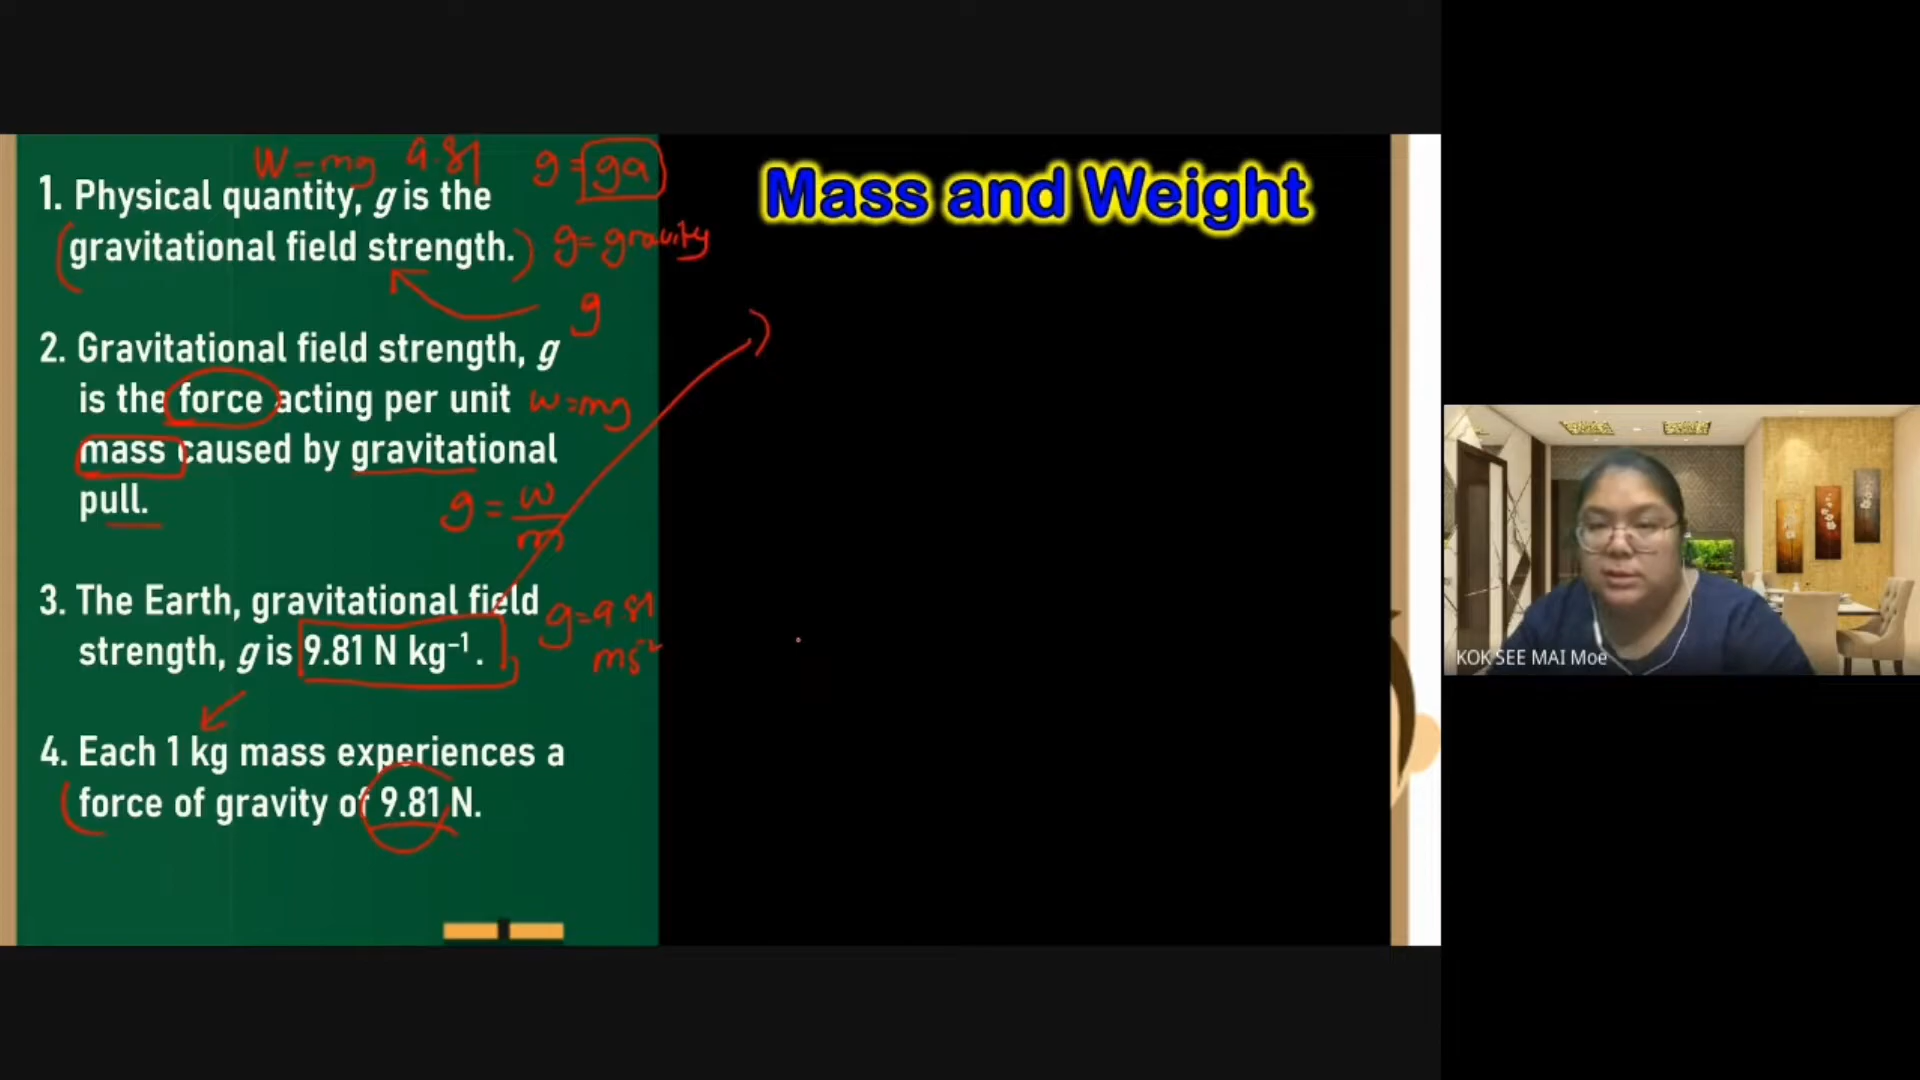 W=mg 9.81 g=ga
Mass and Weight
1. Physical quantity, g is the
gravitational field strength.
g=gravity
g
2. Gravitational field strength, g
is the force acting per unit
w=mg
mass caused by gravitational
pull.
g = w/m
3. The Earth, gravitational field
strength, g is 9.81 N kg⁻¹.
g=9.81
ms⁻²
4. Each 1 kg mass experiences a
force of gravity of 9.81 N.
KOK SEE MAI Moe